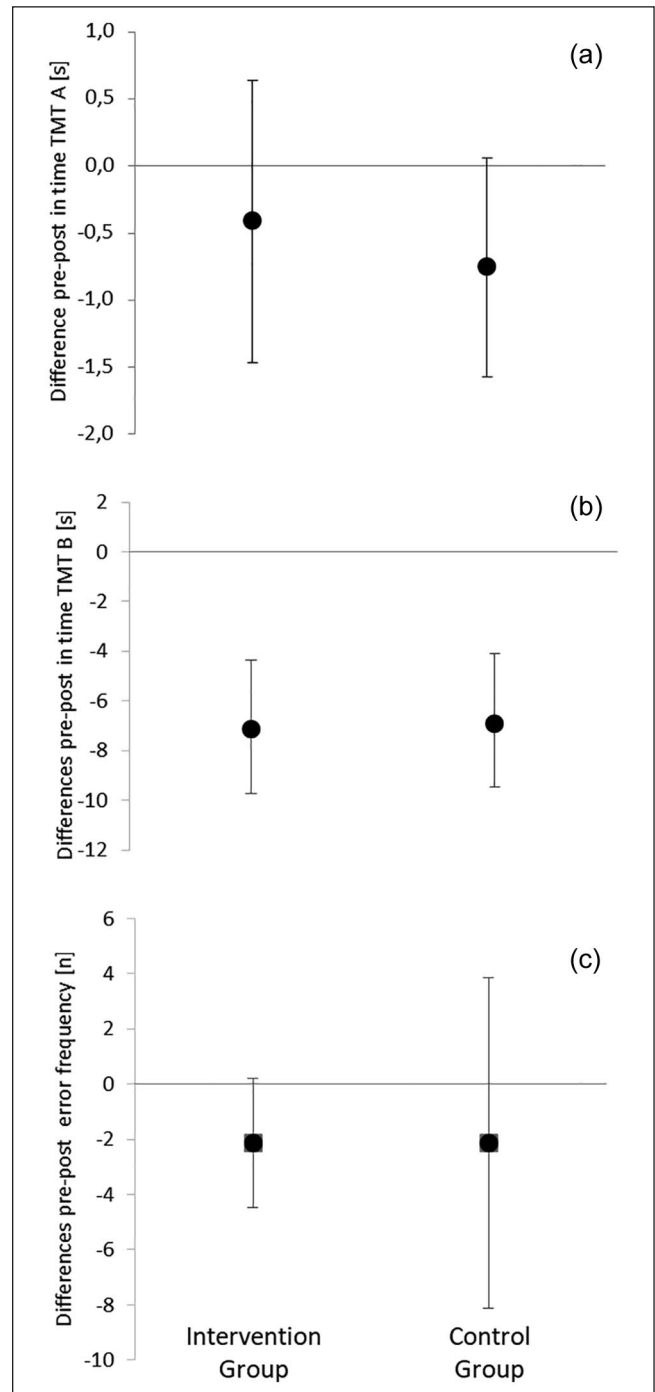 (a)
Difference pre-post in time TMT A [s]
1,0
0,5
0,0
-0,5
-1,0
-1,5
-2,0
(b)
Differences pre-post in time TMT B [s]
2
0
-2
-4
-6
-8
-10
-12
(c)
Differences pre-post error frequency [n]
6
4
2
0
-2
-4
-6
-8
-10
Intervention
Group
Control
Group